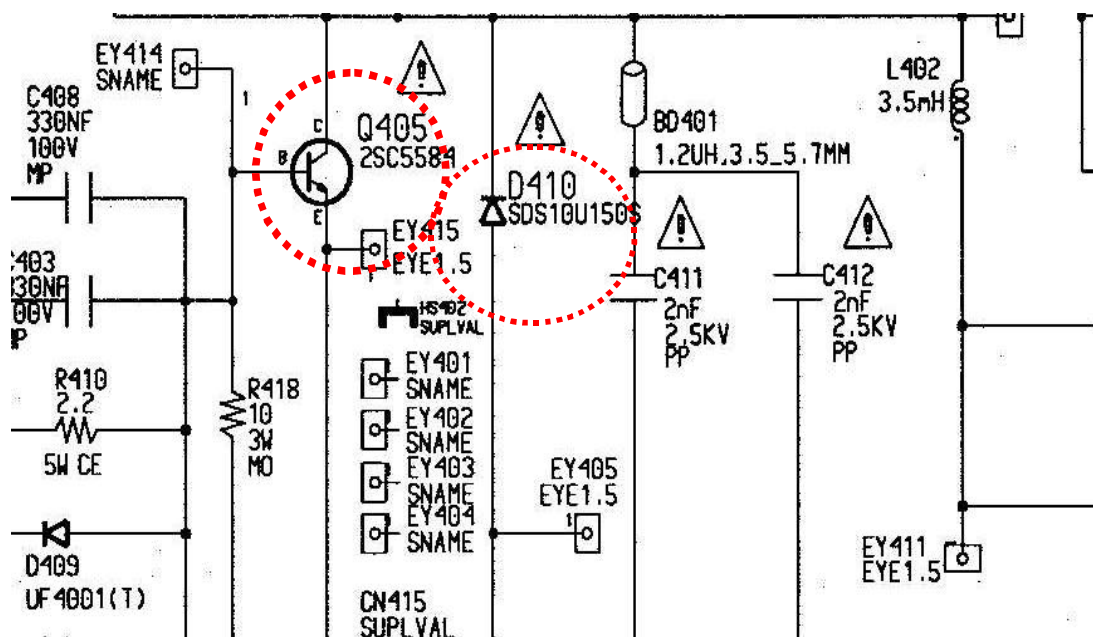 EY414
SNAME
1
C408
330NF
100V
MP
C
B
E
Q405
2SC5584
EY415
EYE1.5
HS402
SUPLVAL
D410
SDS10U150S
BD401
1.2UH,3.5_5.7MM
L402
3.5mH
C411
2nF
2.5KV
PP
C412
2nF
2.5KV
PP
R410
2.2
5W CE
R418
10
3W
MO
EY401
SNAME
EY402
SNAME
EY403
SNAME
EY404
SNAME
EY405
EYE1.5
1
EY411
EYE1.5
D409
UF4001(T)
CN415
SUPLVAL